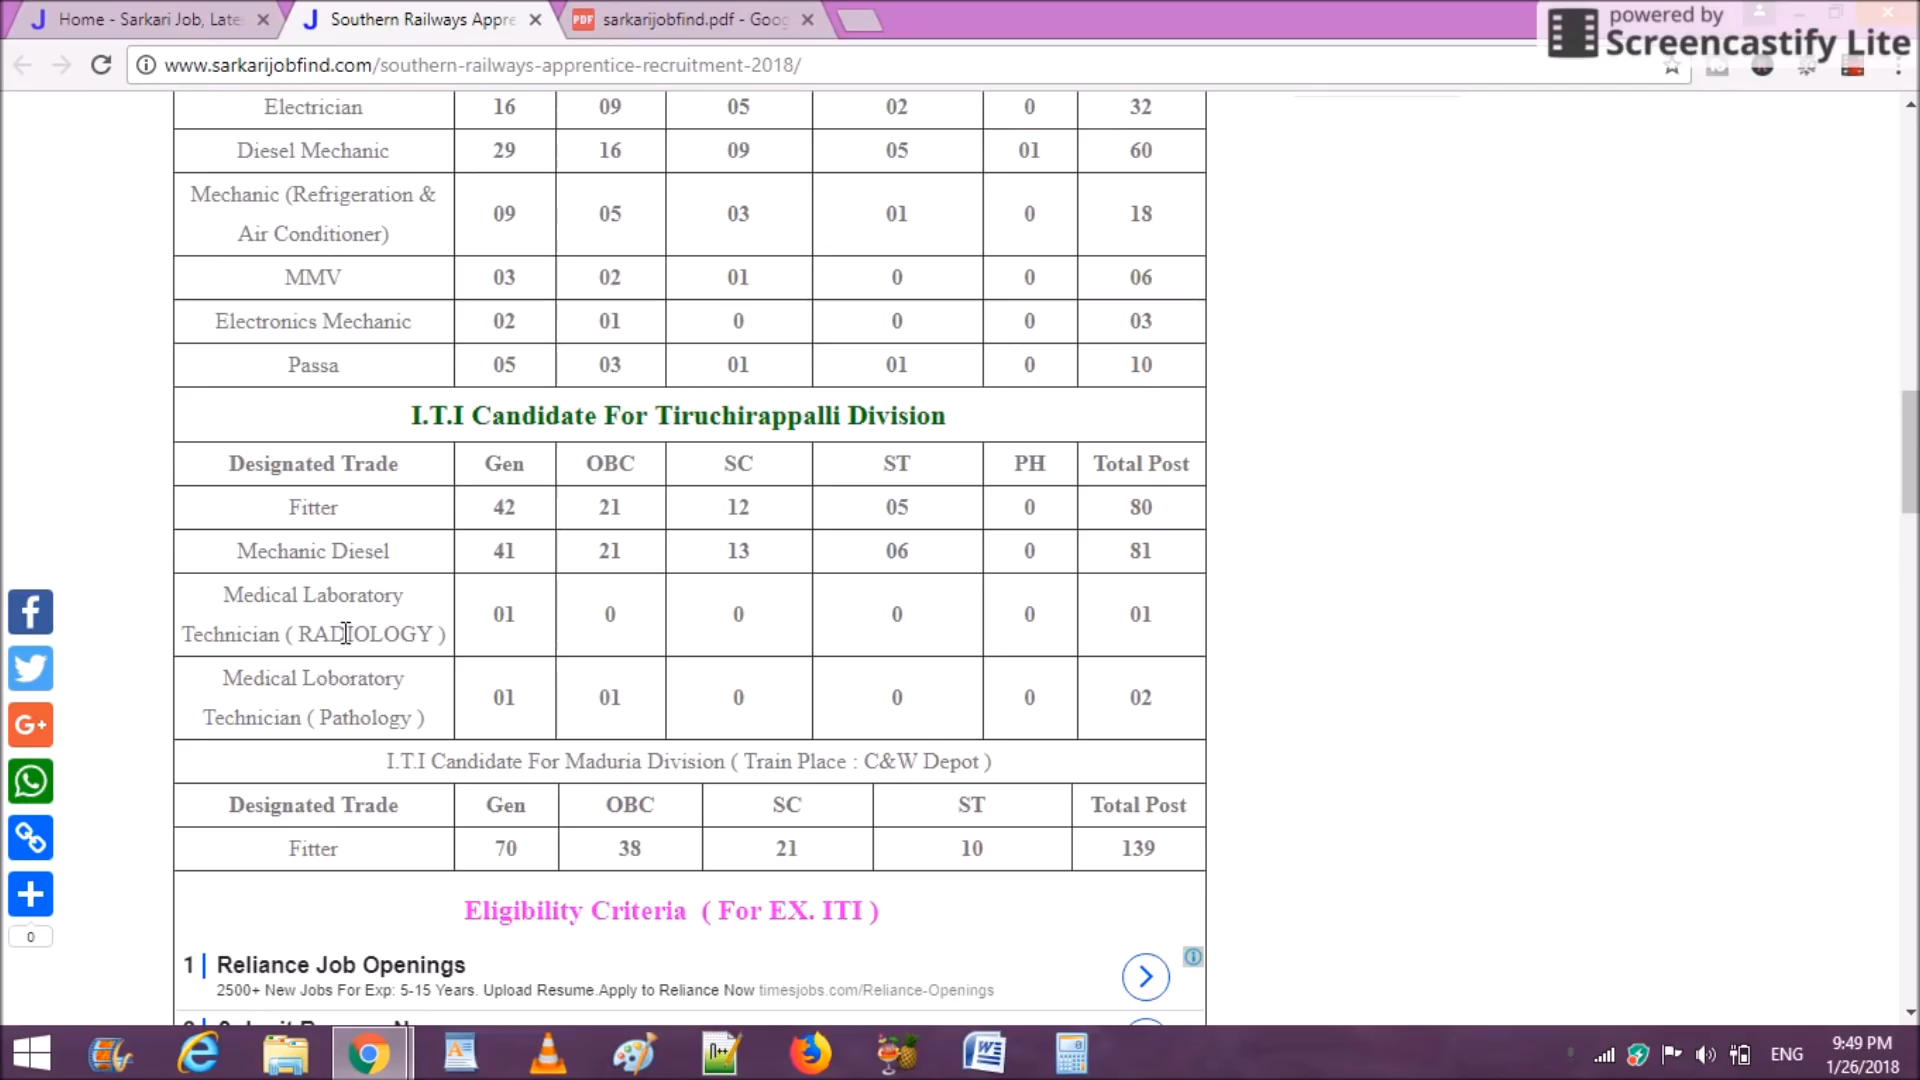 Home - Sarkari Job, Late
Southern Railways Appre
PDF sarkarijobfind.pdf - Goog
powered by
Screencastify Lite
www.sarkarijobfind.com/southern-railways-apprentice-recruitment-2018/
Electrician 16 09 05 02 0 32
Diesel Mechanic 29 16 09 05 01 60
Mechanic (Refrigeration &
Air Conditioner) 09 05 03 01 0 18
MMV 03 02 01 0 0 06
Electronics Mechanic 02 01 0 0 0 03
Passa 05 03 01 01 0 10
I.T.I Candidate For Tiruchirappalli Division
Designated Trade Gen OBC SC ST PH Total Post
Fitter 42 21 12 05 0 80
Mechanic Diesel 41 21 13 06 0 81
Medical Laboratory
Technician ( RADIOLOGY ) 01 0 0 0 0 01
Medical Loboratory
Technician ( Pathology ) 01 01 0 0 0 02
I.T.I Candidate For Maduria Division ( Train Place : C&W Depot )
Designated Trade Gen OBC SC ST Total Post
Fitter 70 38 21 10 139
Eligibility Criteria ( For EX. ITI )
G+
0
1 Reliance Job Openings
2500+ New Jobs For Exp: 5-15 Years. Upload Resume.Apply to Reliance Now timesjobs.com/Reliance-Openings
ENG
9:49 PM
1/26/2018